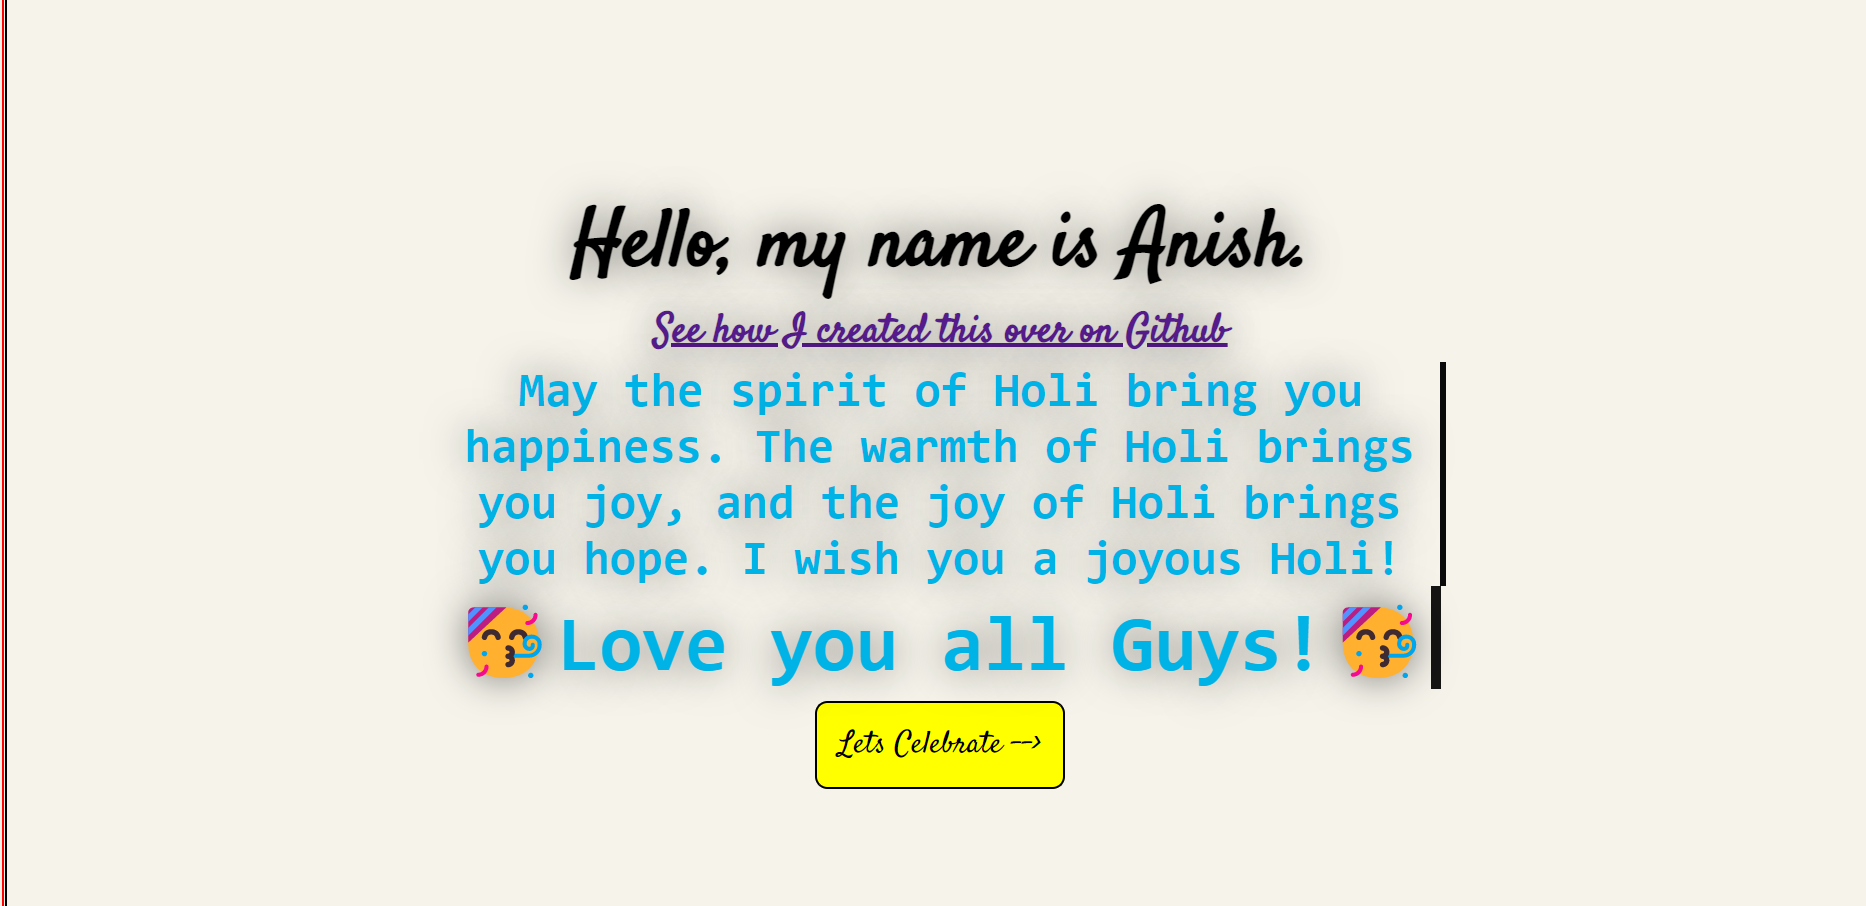 Hello, my name is Anish.
See how I created this over on Github
May the spirit of Holi bring you
happiness. The warmth of Holi brings
you joy, and the joy of Holi brings
you hope. I wish you a joyous Holi!
🥳Love you all Guys!🥳
Lets Celebrate -->